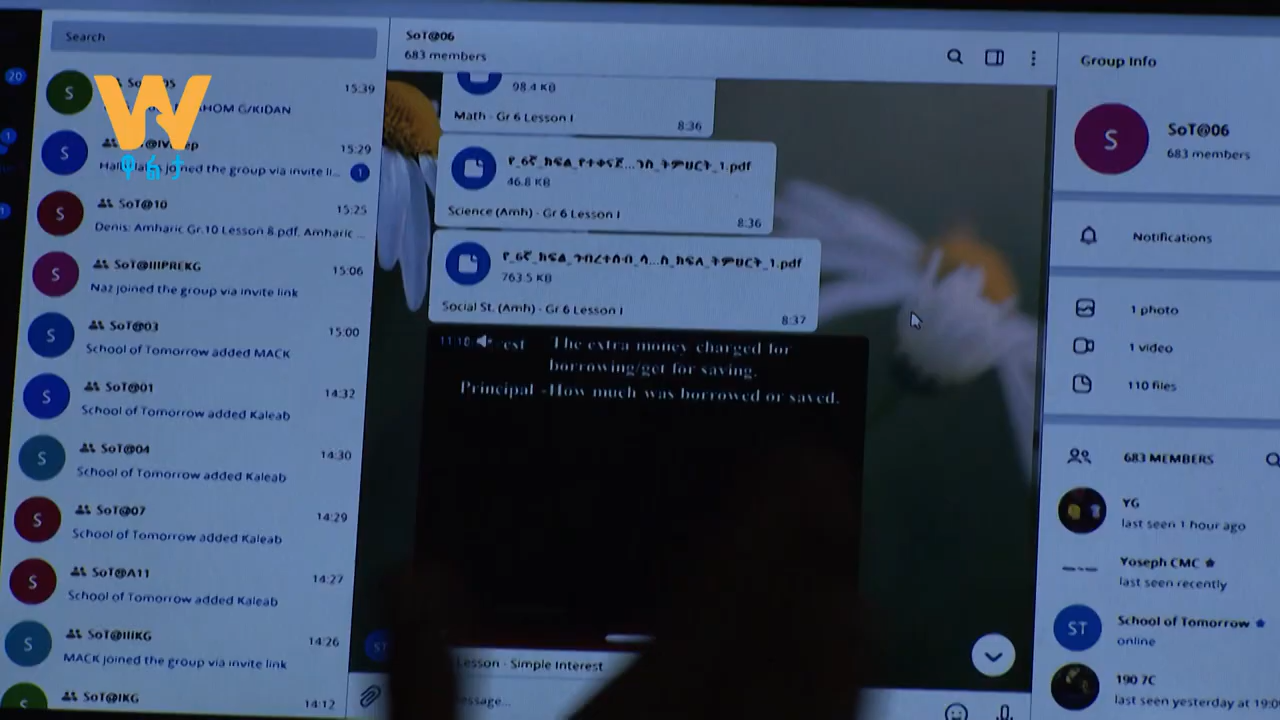 Search
20
15:39
HOM G/KIDAN
15:29
joined the group via invite li...
1
SoT@10
15:25
Denis: Amharic Gr.10 Lesson 8.pdf, Amharic ...
SoT@IIIPREKG
15:06
Naz joined the group via invite link
SoT@03
15:00
School of Tomorrow added MACK
SoT@01
14:32
School of Tomorrow added Kaleab
SoT@04
14:30
School of Tomorrow added Kaleab
SoT@07
14:29
School of Tomorrow added Kaleab
SoT@A11
14:27
School of Tomorrow added Kaleab
SoT@IIIKG
14:26
MACK joined the group via invite link
SoT@IKG
14:12
SoT@06
683 members
98.4 KB
Math - Gr 6 Lesson I
8:36
46.8 KB
Science (Amh) - Gr 6 Lesson I
8:36
763.5 KB
Social St. (Amh) - Gr 6 Lesson I
8:37
11:10
est The extra money charged for
borrowing/get for saving.
Principal -How much was borrowed or saved.
Lesson - Simple Interest
Group Info
S
SoT@06
683 members
Notifications
1 photo
1 video
110 files
683 MEMBERS
YG
last seen 1 hour ago
Yoseph CMC
last seen recently
ST
School of Tomorrow
online
190 7C
last seen yesterday at 19:0